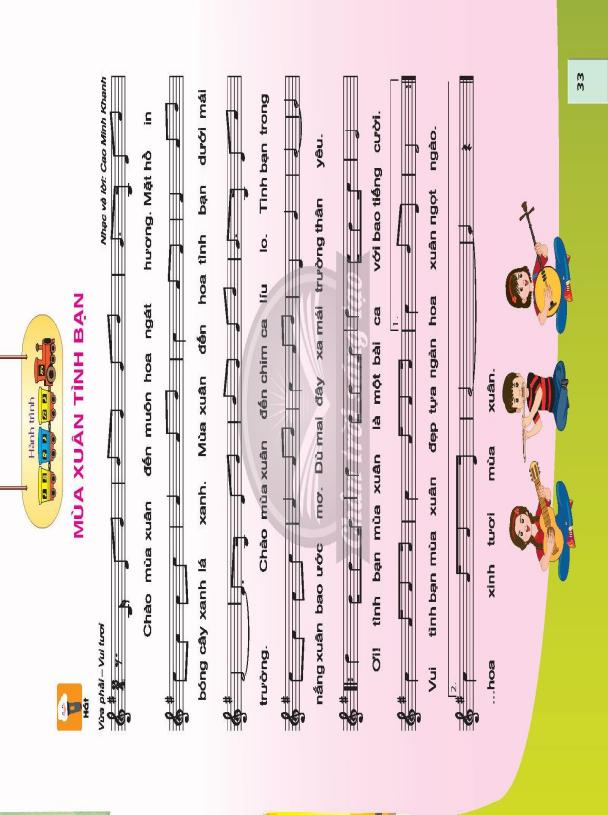 Hành trình
MÙA XUÂN TÌNH BẠN
Hát
Vừa phải – Vui tươi
Nhạc và lời: Cao Minh Khanh
Chào mùa xuân đến muôn hoa ngát hương. Mặt hồ in
bóng cây xanh lá xanh. Mùa xuân đến hoa tình bạn dưới mái
trường. Chào mùa xuân đến chim ca líu lo. Tình bạn trong
nắng xuân bao ước mơ. Dù mai đây xa mái trường thân yêu.
Ơi! tình bạn mùa xuân là một bài ca với bao tiếng cười.
1.
Vui tình bạn mùa xuân đẹp tựa ngàn hoa xuân ngọt ngào.
2.
...hoa xinh tươi mùa xuân.
33